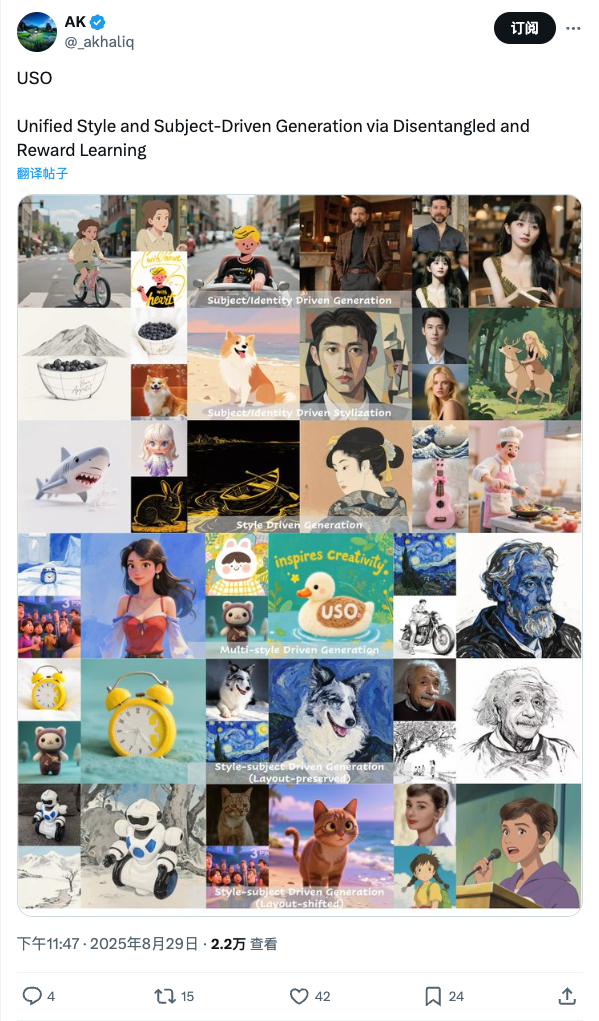 AK
@_akhaliq
订阅
USO
Unified Style and Subject-Driven Generation via Disentangled and
Reward Learning
翻译帖子
with
heart
Subject/Identity Driven Generation
Subject/Identity Driven Stylization
Style Driven Generation
inspires Creativity
USO
Multi-style Driven Generation
Style-subject Driven Generation
(Layout-preserved)
Style-subject Driven Generation
(Layout-shifted)
下午11:47 · 2025年8月29日 · 2.2万 查看
4
15
42
24